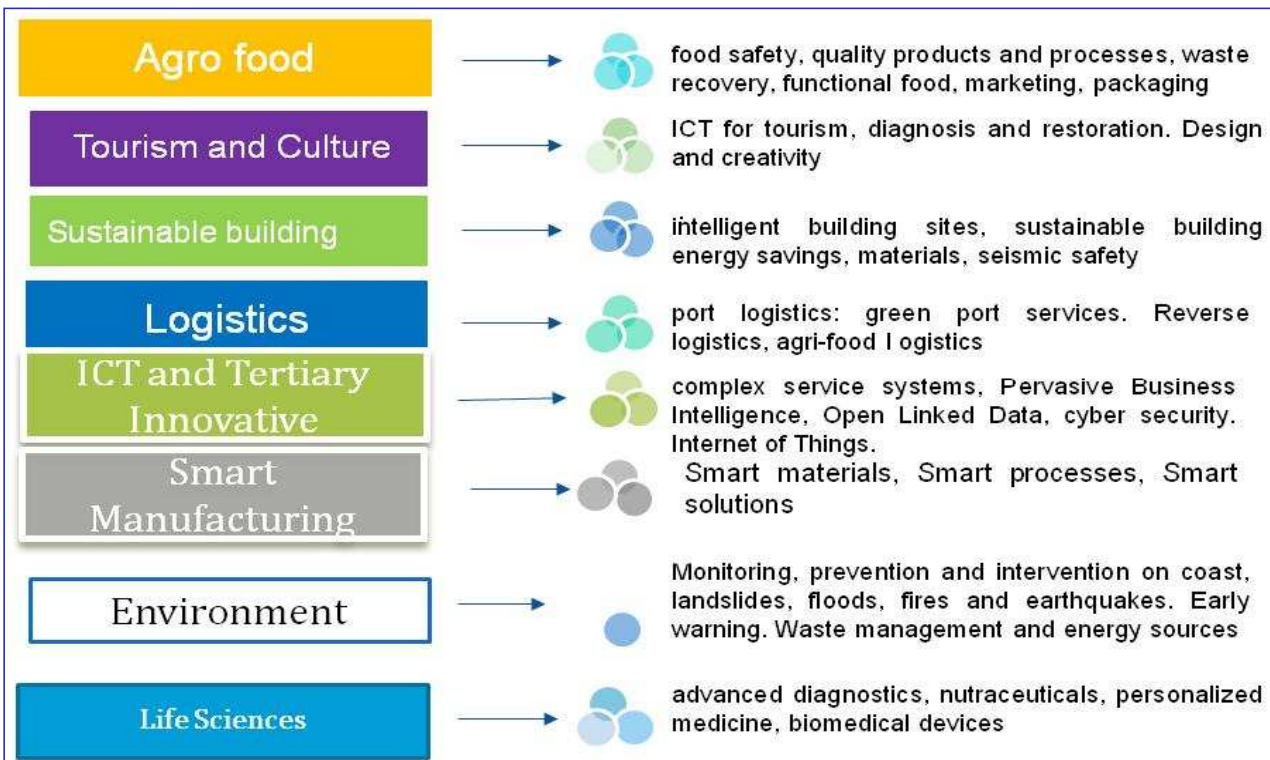 Agro food
food safety, quality products and processes, waste
recovery, functional food, marketing, packaging
Tourism and Culture
ICT for tourism, diagnosis and restoration. Design
and creativity
Sustainable building
intelligent building sites, sustainable building
energy savings, materials, seismic safety
Logistics
port logistics: green port services. Reverse
logistics, agri-food l ogistics
ICT and Tertiary
Innovative
complex service systems, Pervasive Business
Intelligence, Open Linked Data, cyber security.
Internet of Things.
Smart
Manufacturing
Smart materials, Smart processes, Smart
solutions
Environment
Monitoring, prevention and intervention on coast,
landslides, floods, fires and earthquakes. Early
warning. Waste management and energy sources
Life Sciences
advanced diagnostics, nutraceuticals, personalized
medicine, biomedical devices